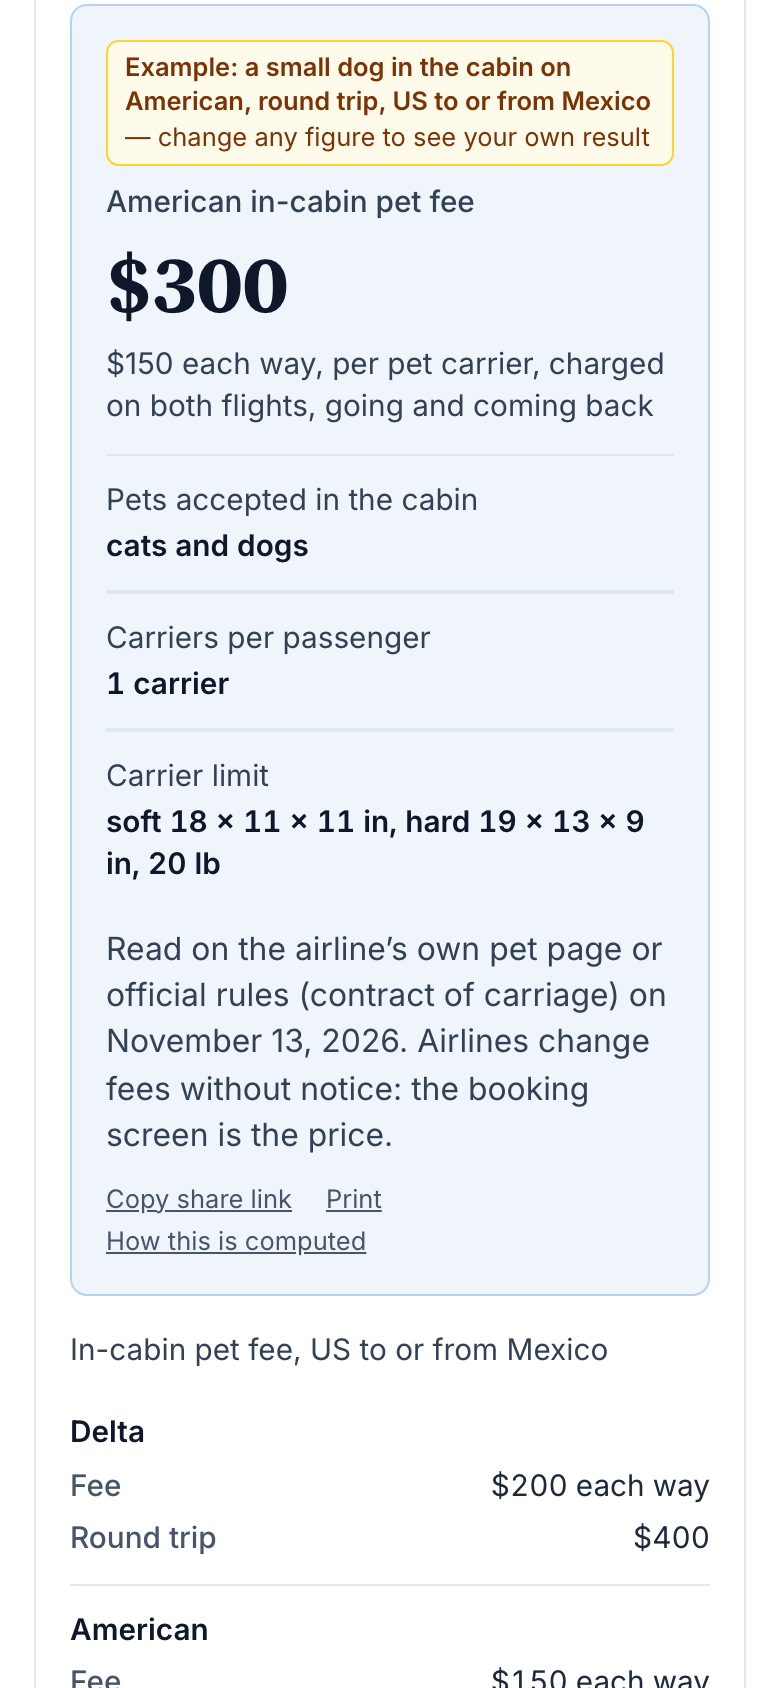 Example: a small dog in the cabin on
American, round trip, US to or from Mexico
— change any figure to see your own result
American in-cabin pet fee
$300
$150 each way, per pet carrier, charged
on both flights, going and coming back
Pets accepted in the cabin
cats and dogs
Carriers per passenger
1 carrier
Carrier limit
soft 18 × 11 × 11 in, hard 19 × 13 × 9
in, 20 lb
Read on the airline’s own pet page or
official rules (contract of carriage) on
November 13, 2026. Airlines change
fees without notice: the booking
screen is the price.
Copy share link Print
How this is computed
In-cabin pet fee, US to or from Mexico
Delta
Fee $200 each way
Round trip $400
American
Fee $150 each way